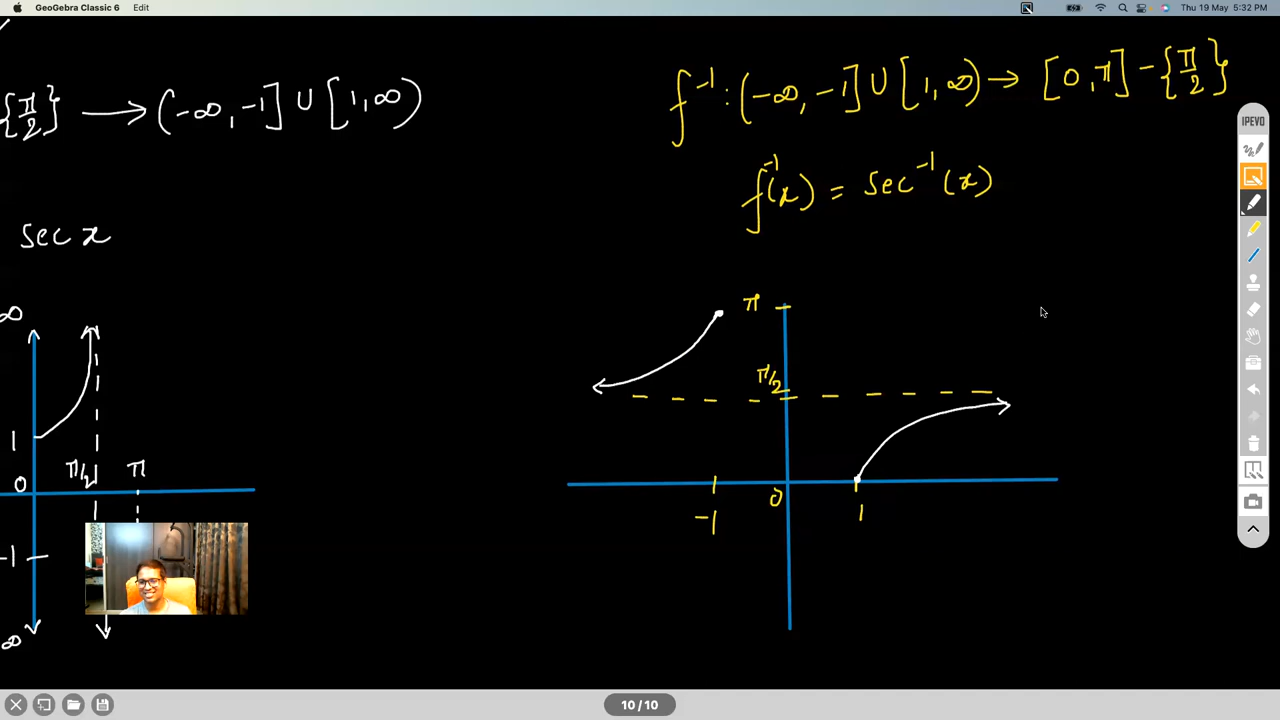 GeoGebra Classic 6 Edit Thu 19 May 5:32 PM
{π/2} ⟶ (-∞, -1] ∪ [1, ∞)
f⁻¹ : (-∞, -1] ∪ [1, ∞) → [0, π] - {π/2}
f⁻¹(x) = Sec⁻¹(x)
Sec x
IPEVO
∞
π
π/2
1
π/2 π
0
0
-1
1
-1
∞
10 / 10